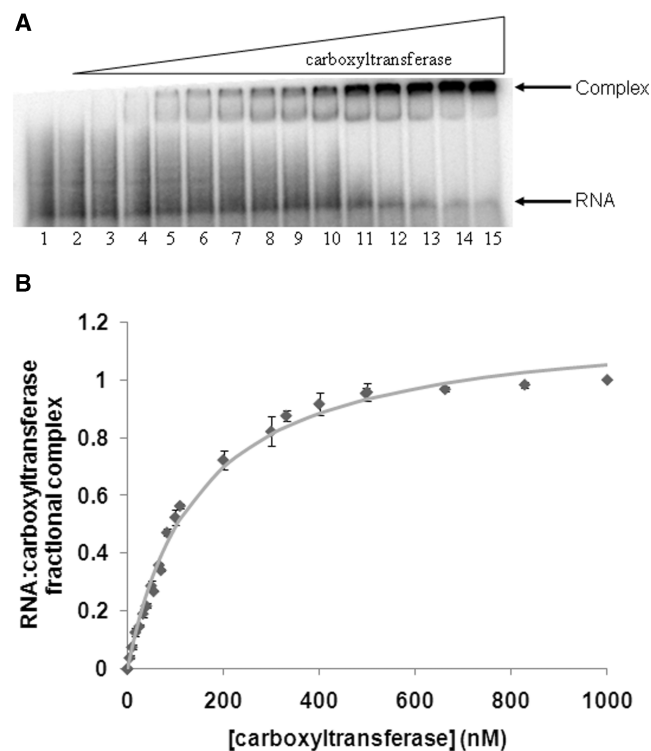 A
carboxyltransferase
Complex
RNA
1 2 3 4 5 6 7 8 9 10 11 12 13 14 15
B
1.2
1
0.8
0.6
0.4
0.2
0
RNA:carboxyltransferase
fractional complex
0 200 400 600 800 1000
[carboxyltransferase] (nM)